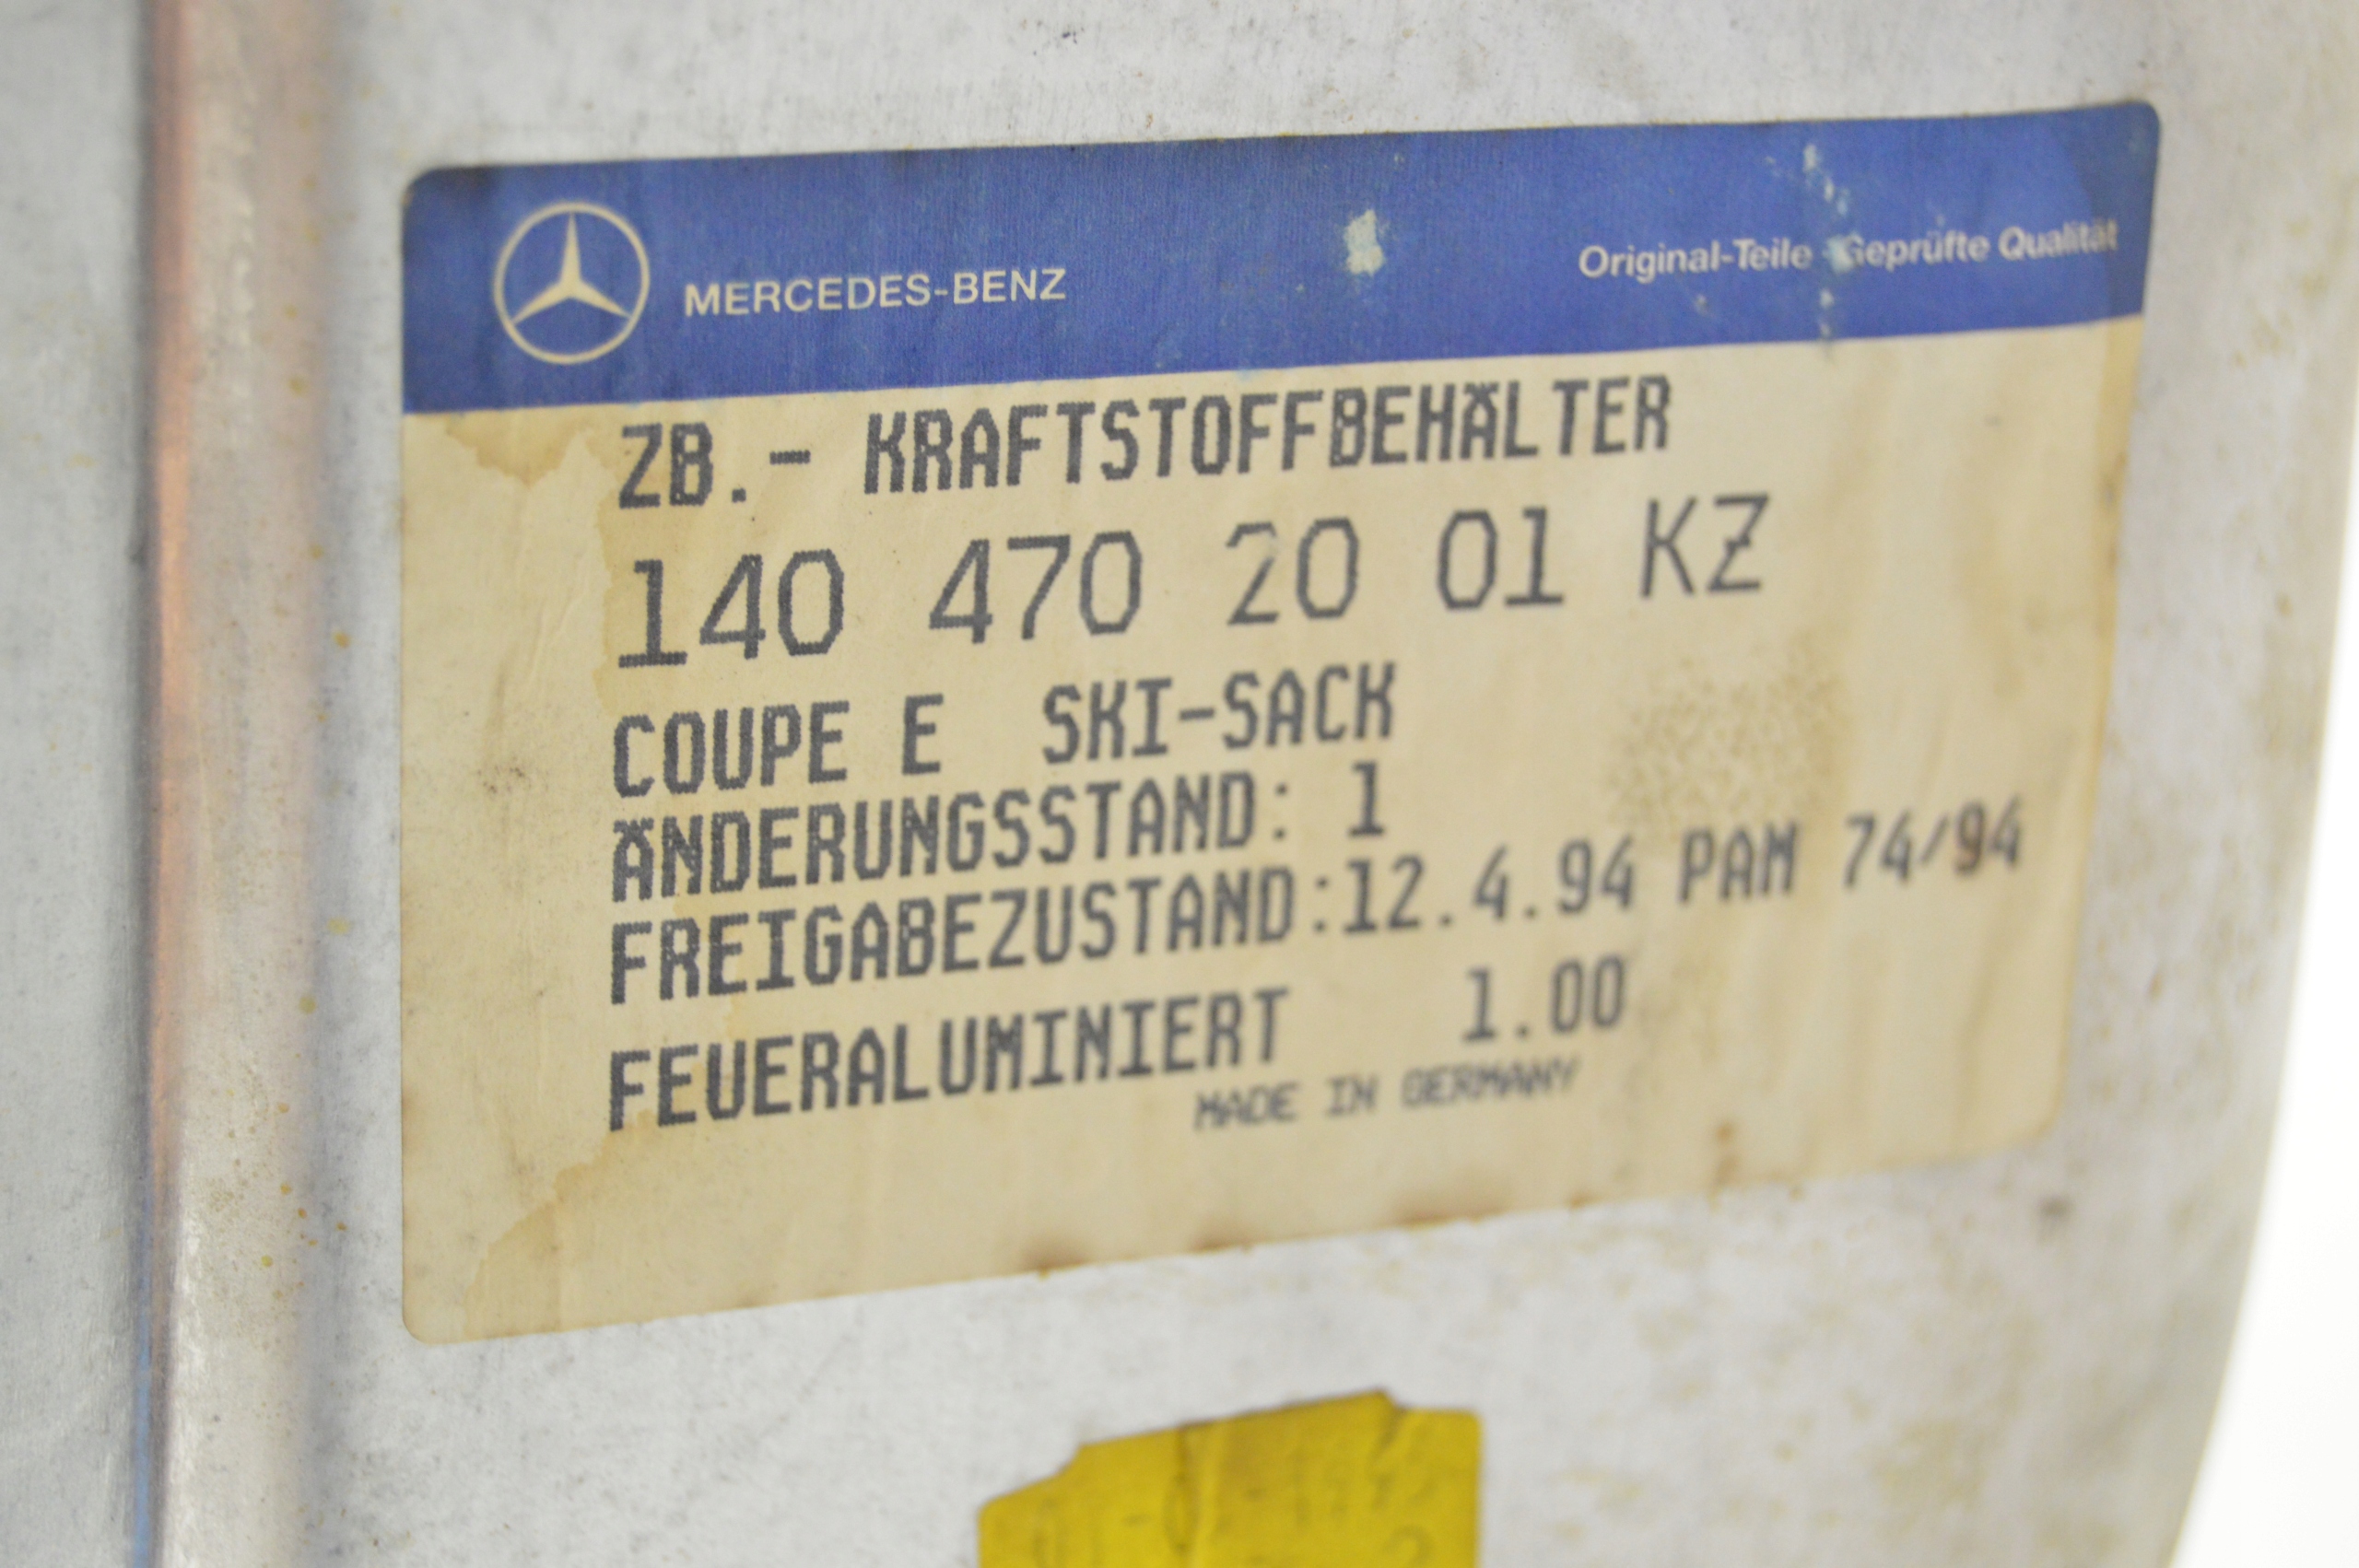 MERCEDES-BENZ
Original-Teile Geprüfte Qualität
ZB.- KRAFTSTOFFBEHÄLTER
140 470 20 01 KZ
COUPE E SKI-SACK
ÄNDERUNGSSTAND: 1
FREIGABEZUSTAND:12.4.94 PAM 74/94
FEUERALUMINIERT 1.00
MADE IN GERMANY